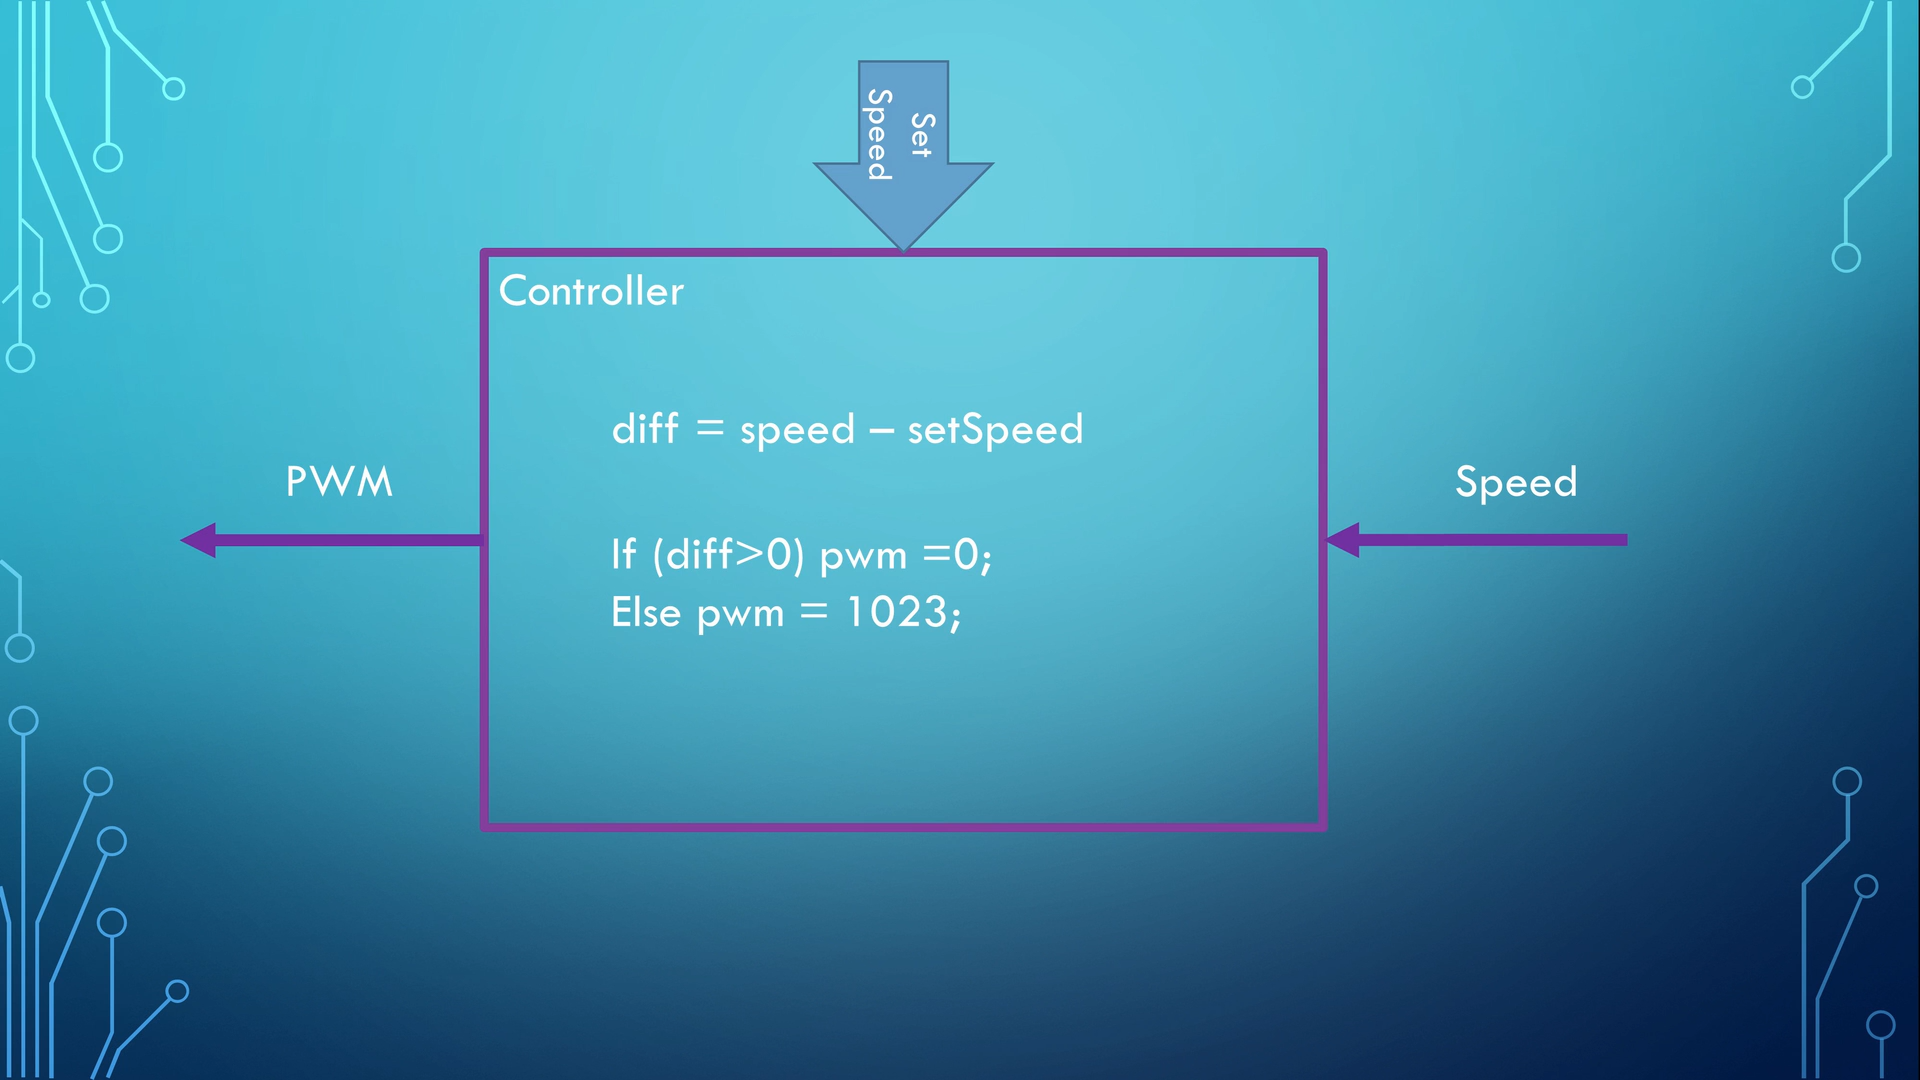 Set
Speed
Controller
diff = speed – setSpeed
PWM
Speed
If (diff>0) pwm =0;
Else pwm = 1023;